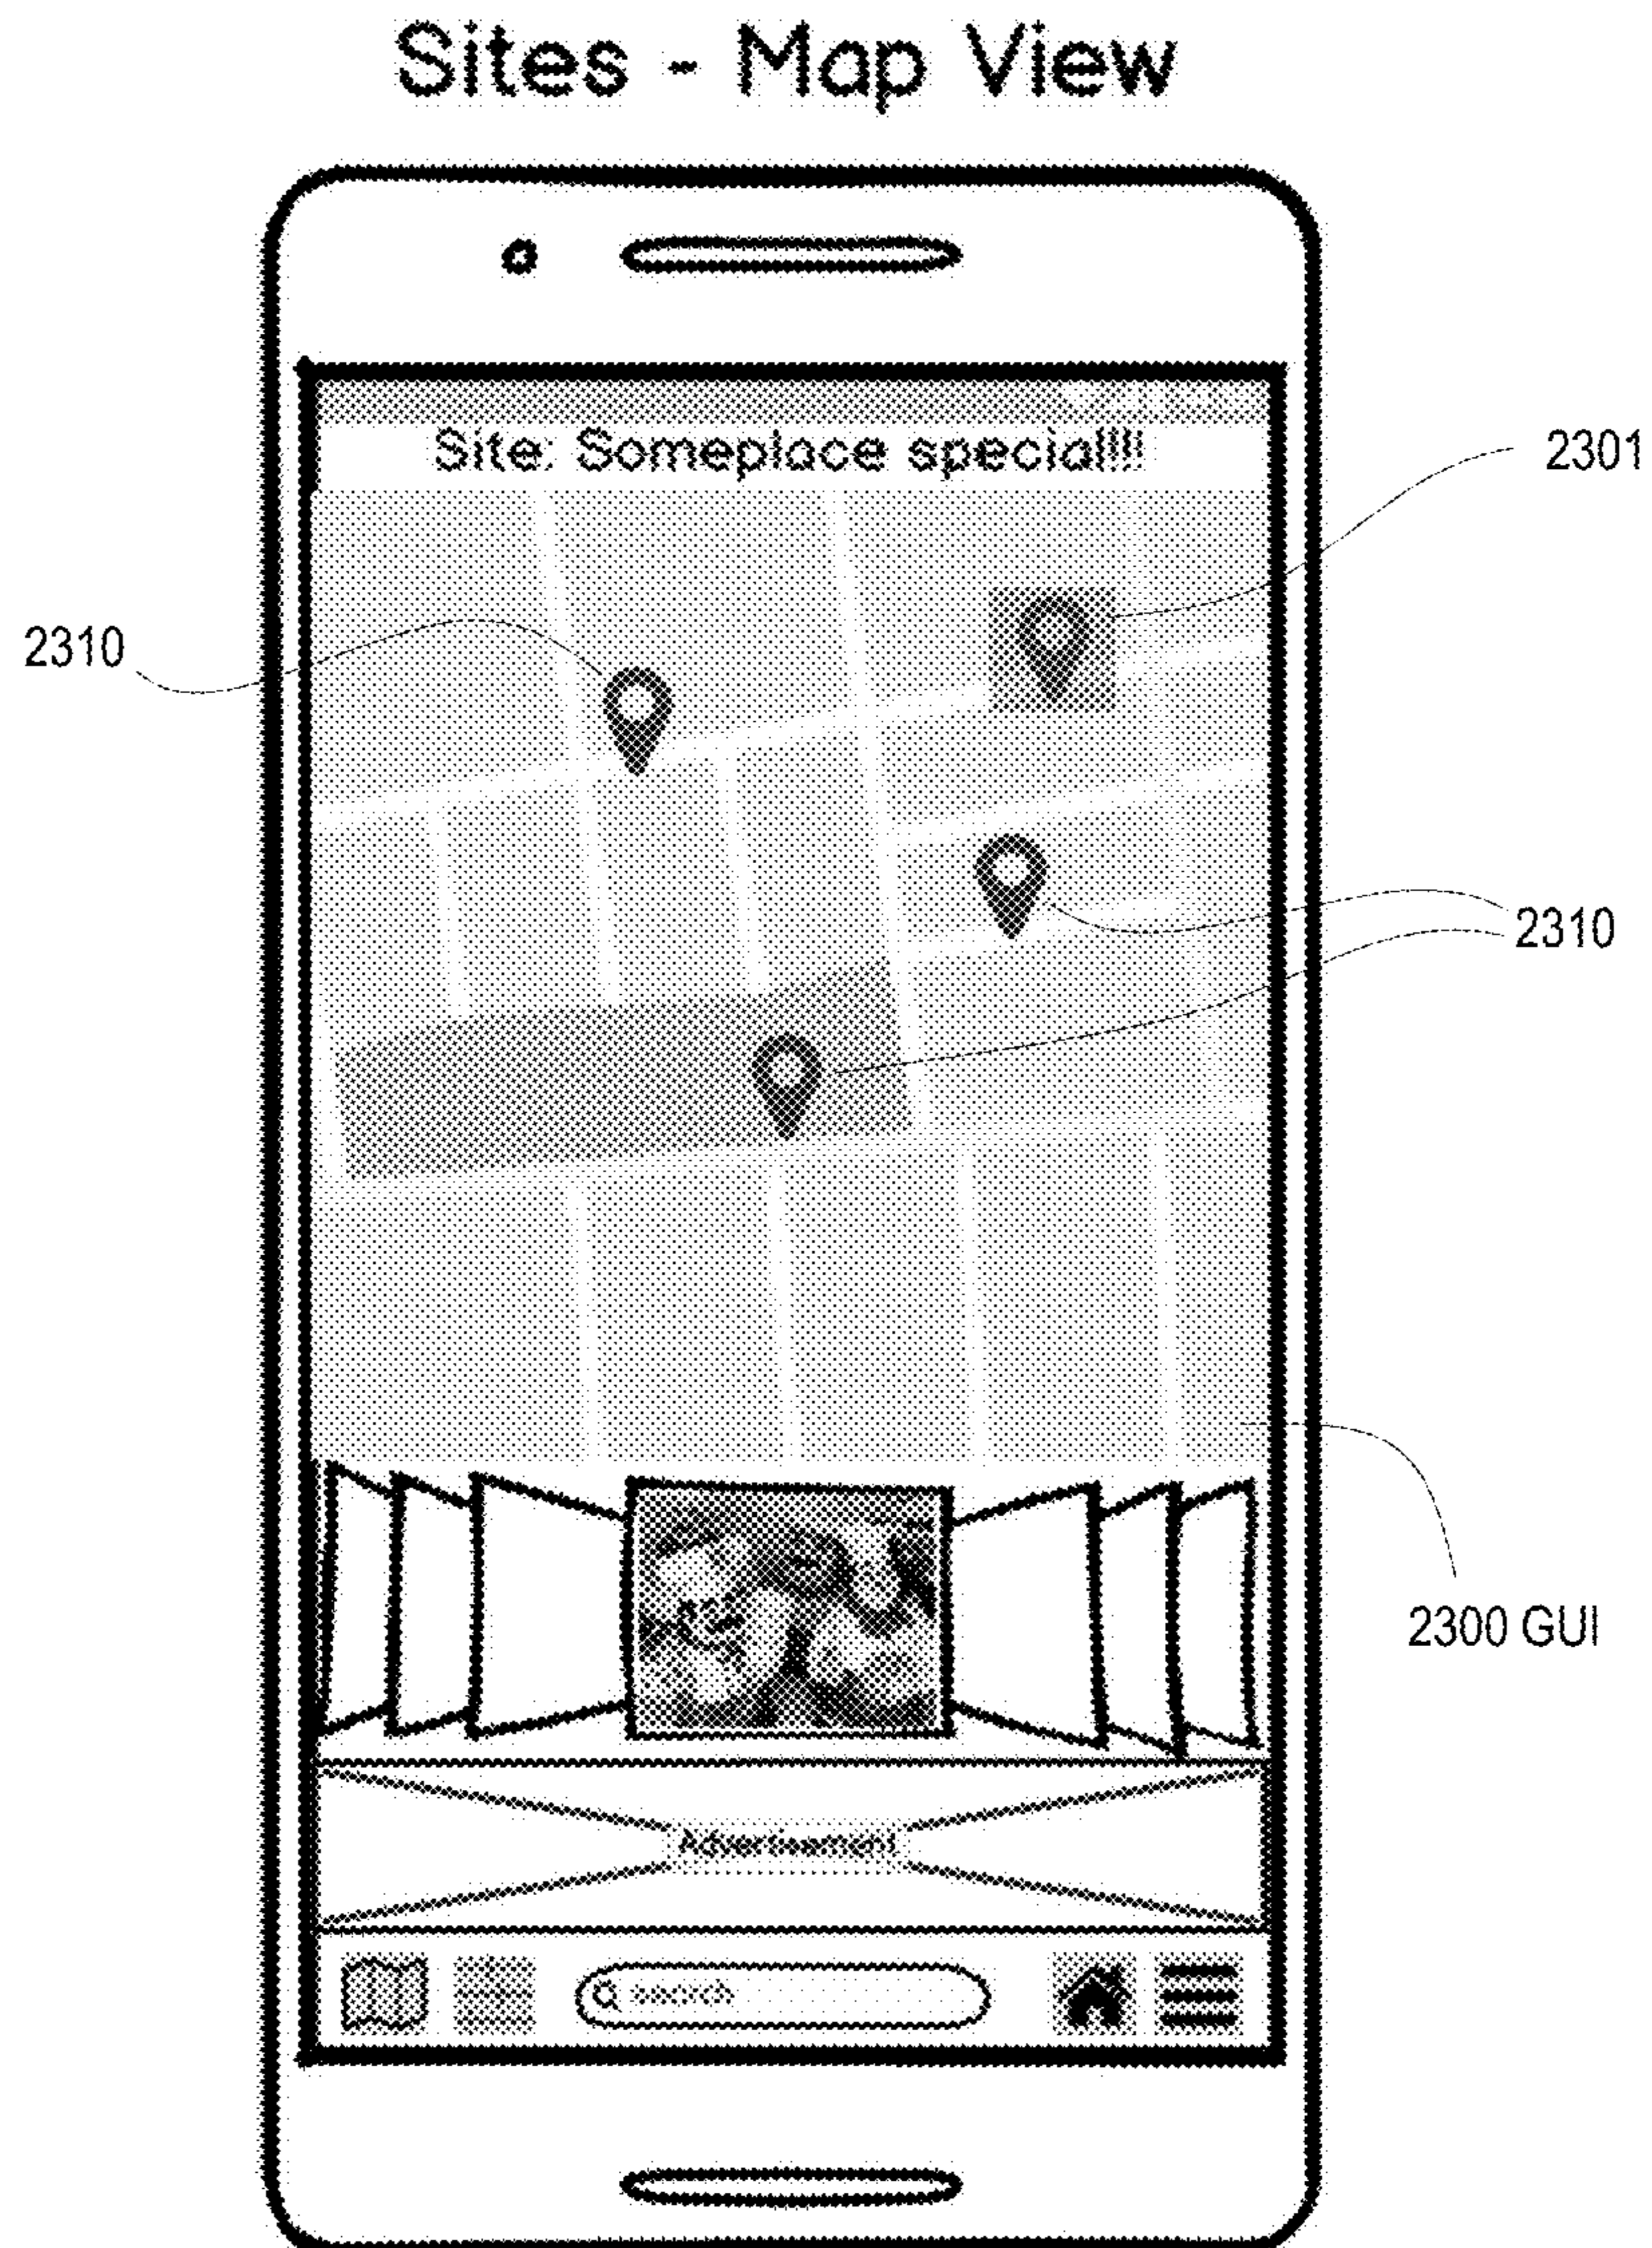 Sites - Map View
Site: Someplace special!!!!
2301
2310
2310
2300 GUI
Advertisement
search